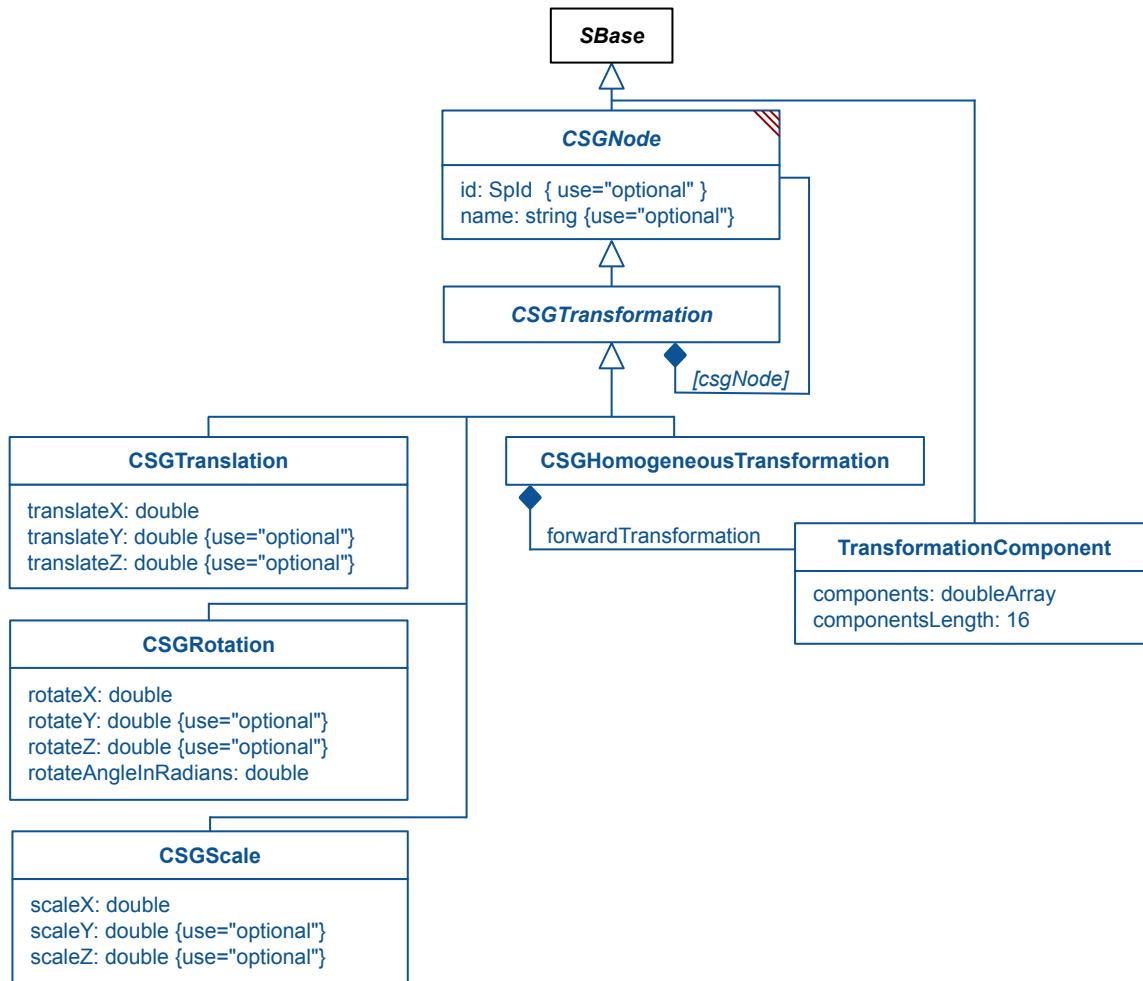 SBase
CSGNode
id: SpId  { use="optional" }
name: string {use="optional"}
CSGTransformation
[csgNode]
CSGTranslation
translateX: double
translateY: double {use="optional"}
translateZ: double {use="optional"}
CSGHomogeneousTransformation
forwardTransformation
TransformationComponent
components: doubleArray
componentsLength: 16
CSGRotation
rotateX: double
rotateY: double {use="optional"}
rotateZ: double {use="optional"}
rotateAngleInRadians: double
CSGScale
scaleX: double
scaleY: double {use="optional"}
scaleZ: double {use="optional"}